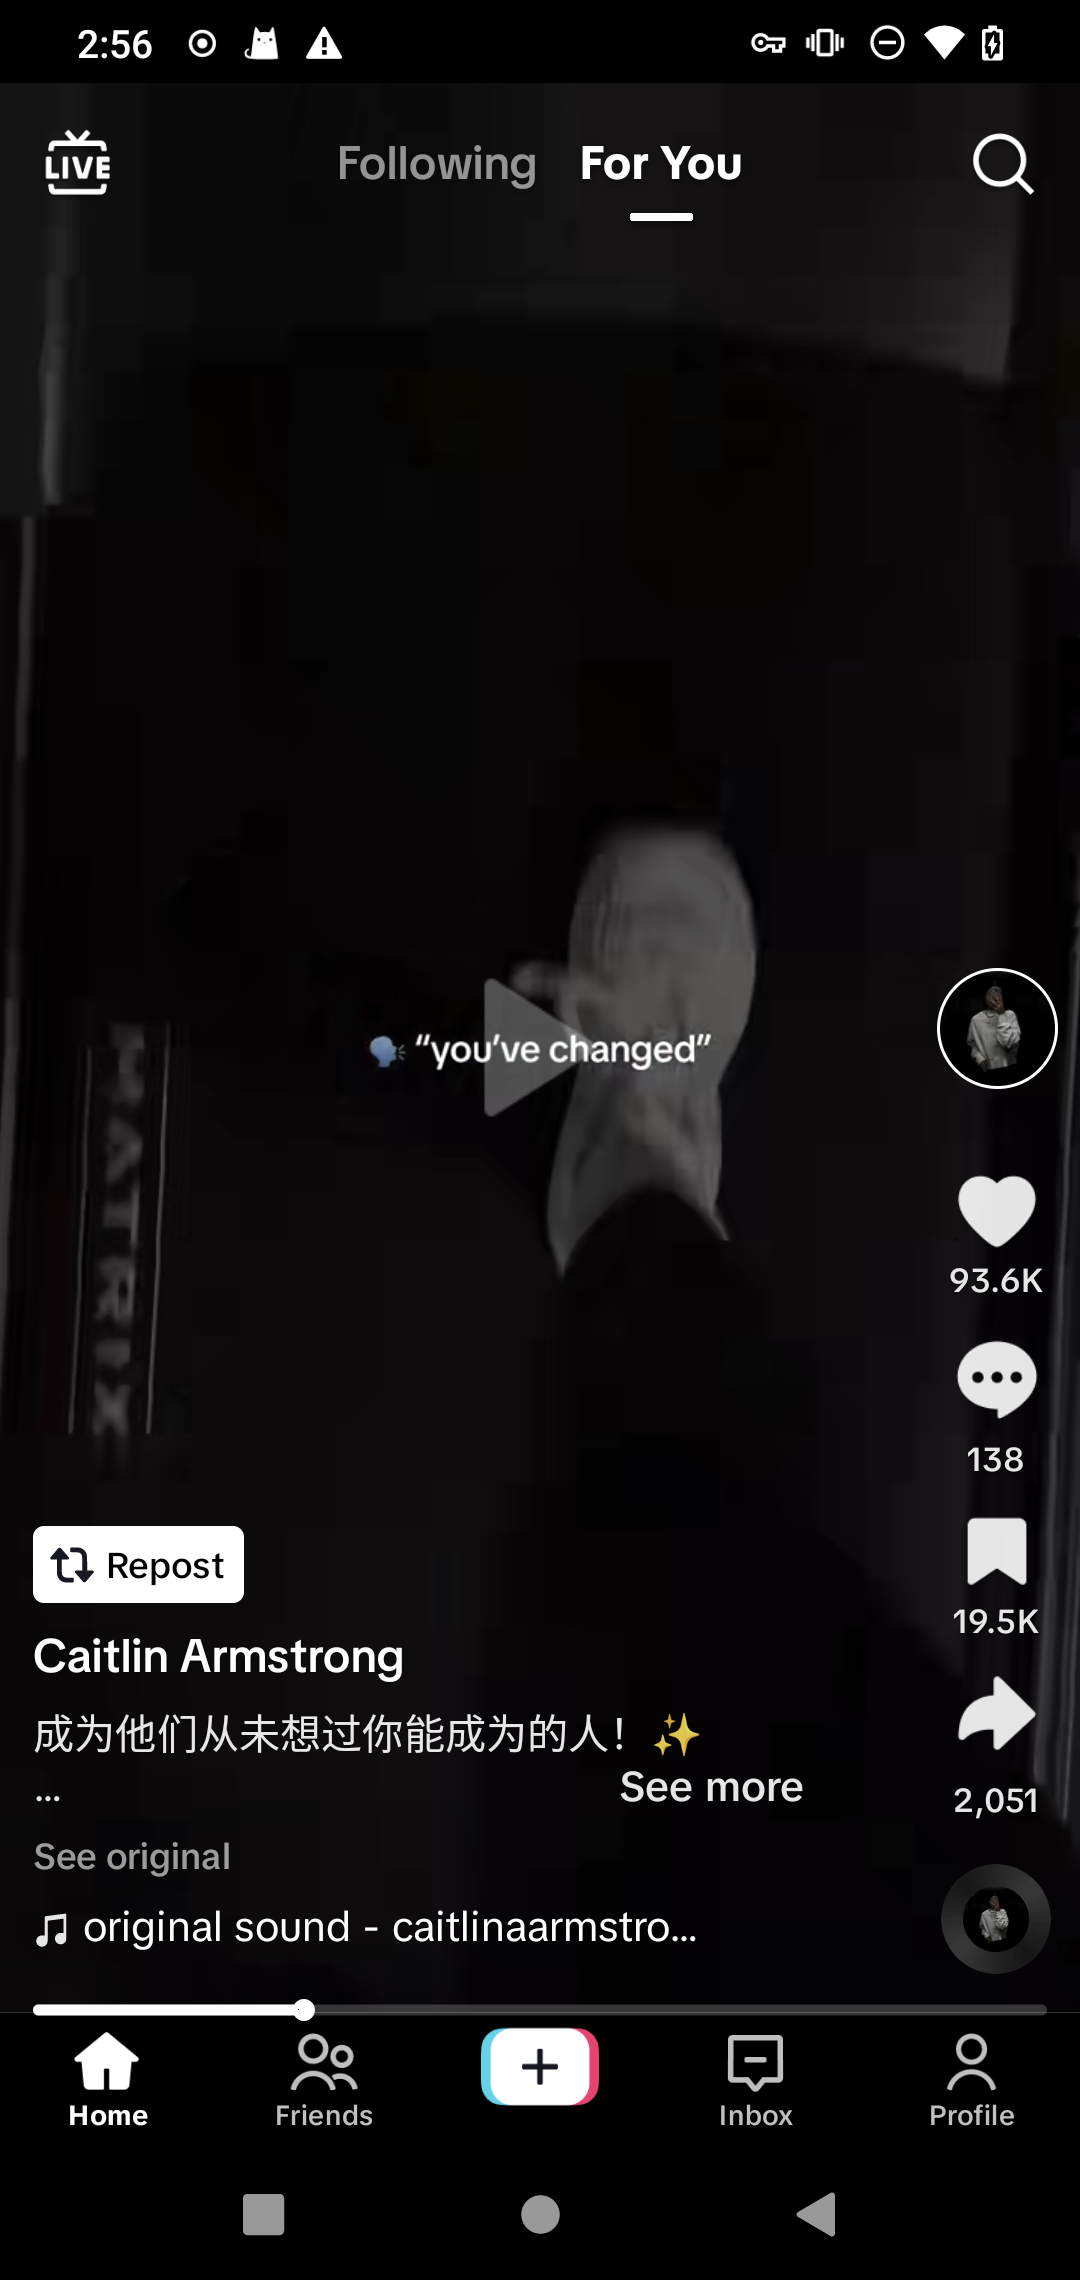 2:56
LIVE
Following
For You
🗣️ “you’ve changed”
MATRIX
93.6K
138
19.5K
2,051
Repost
Caitlin Armstrong
成为他们从未想过你能成为的人！✨
... See more
See original
original sound - caitlinaarmstro...
Home
Friends
Inbox
Profile